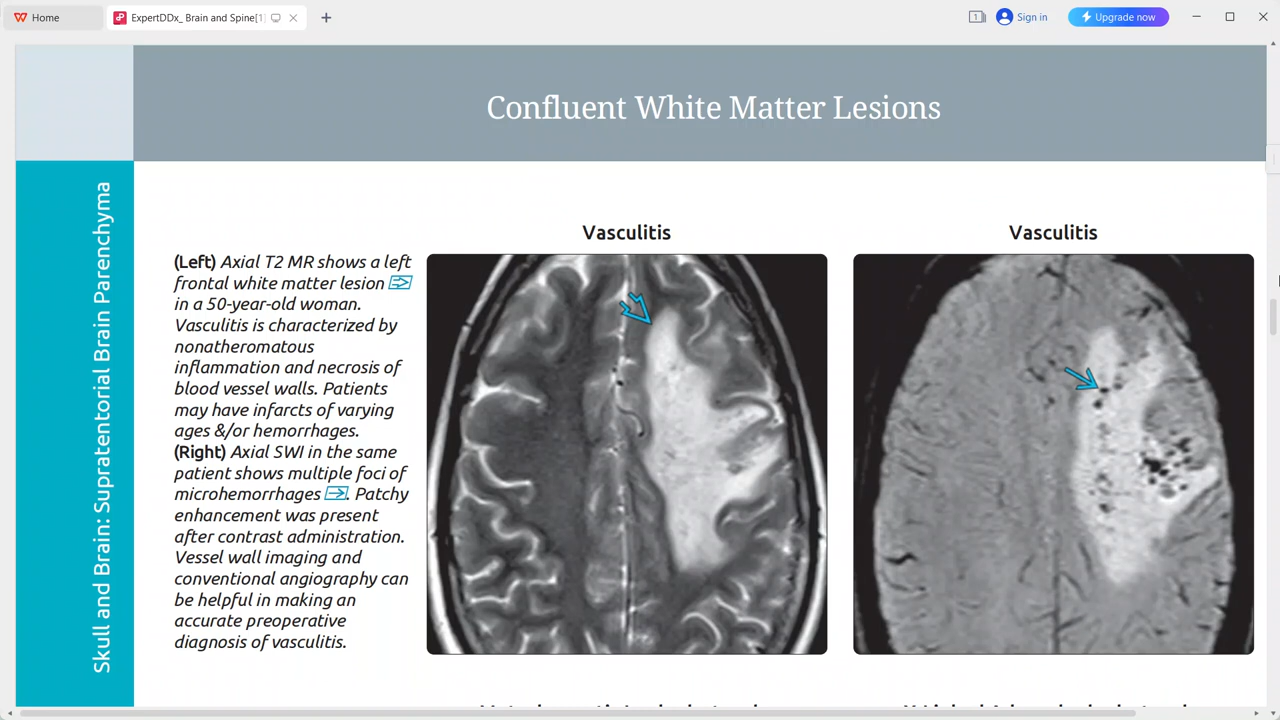 Home
ExpertDDx_ Brain and Spine[1]
1
Sign in
Upgrade now
Confluent White Matter Lesions
Skull and Brain: Supratentorial Brain Parenchyma
Vasculitis
Vasculitis
(Left) Axial T2 MR shows a left
frontal white matter lesion
in a 50-year-old woman.
Vasculitis is characterized by
nonatheromatous
inflammation and necrosis of
blood vessel walls. Patients
may have infarcts of varying
ages &/or hemorrhages.
(Right) Axial SWI in the same
patient shows multiple foci of
microhemorrhages . Patchy
enhancement was present
after contrast administration.
Vessel wall imaging and
conventional angiography can
be helpful in making an
accurate preoperative
diagnosis of vasculitis.